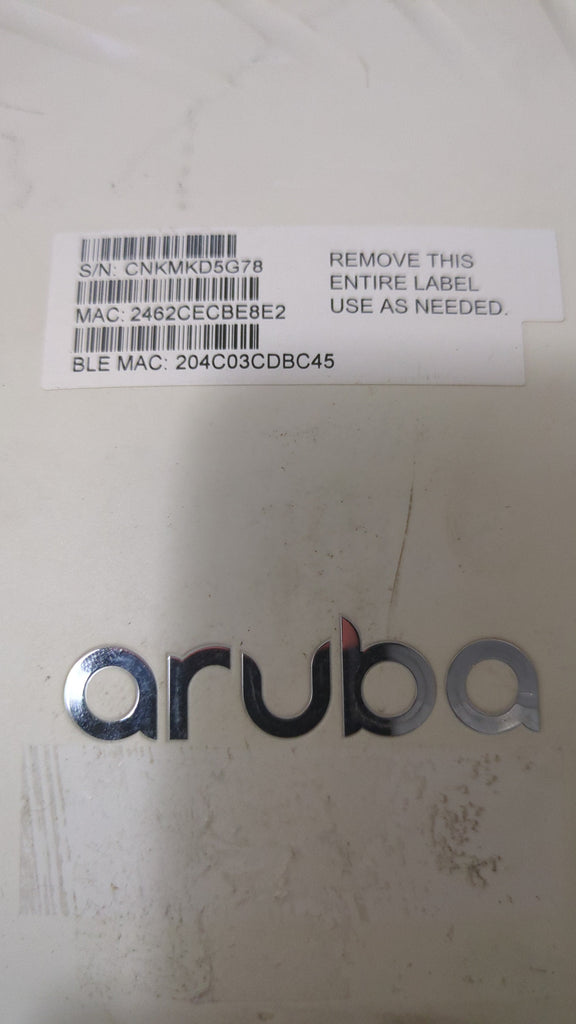 S/N: CNKMKD5G78
MAC: 2462CECBE8E2
BLE MAC: 204C03CDBC45
REMOVE THIS
ENTIRE LABEL
USE AS NEEDED.
aruba